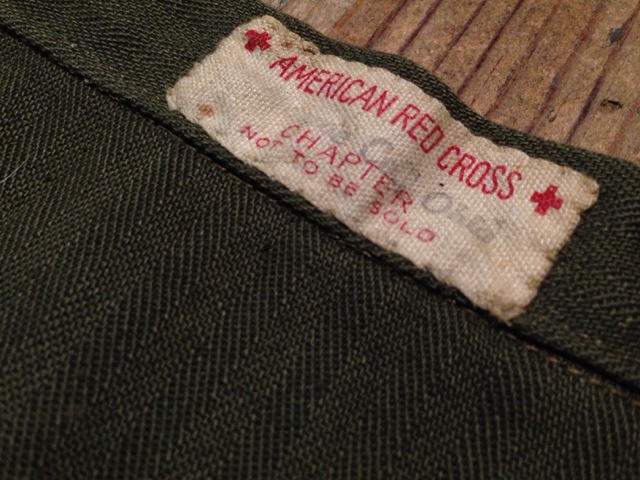 AMERICAN RED CROSS
CHAPTER
NOT TO BE SOLD